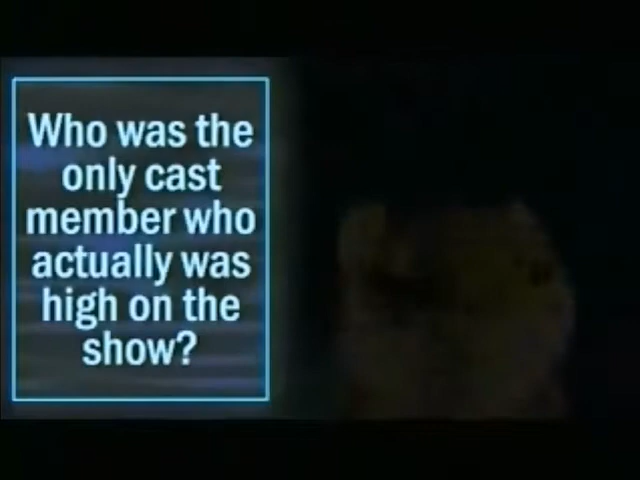 Who was the
only cast
member who
actually was
high on the
show?